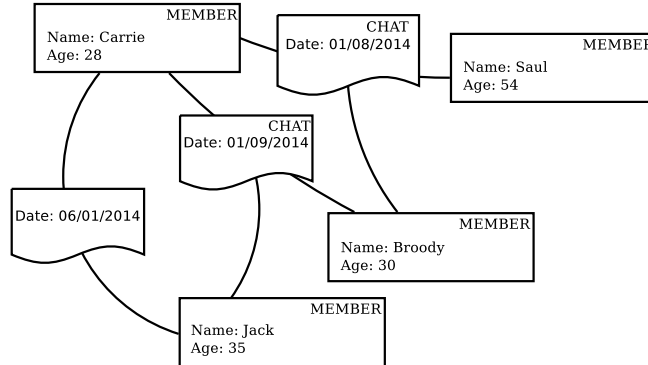 MEMBER
Name: Carrie
Age: 28
CHAT
Date: 01/08/2014
MEMBER
Name: Saul
Age: 54
CHAT
Date: 01/09/2014
Date: 06/01/2014
MEMBER
Name: Broody
Age: 30
MEMBER
Name: Jack
Age: 35